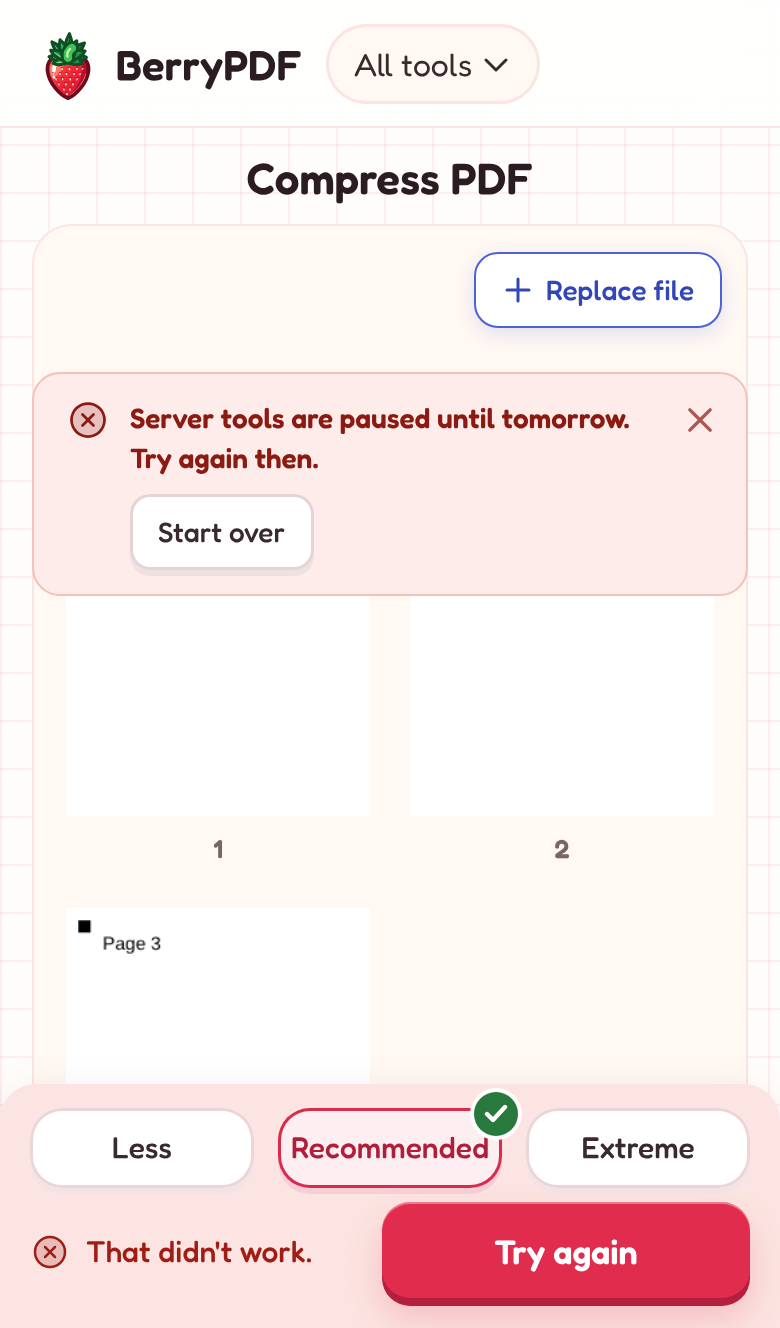 BerryPDF
All tools
Compress PDF
Replace file
Server tools are paused until tomorrow.
Try again then.
Start over
1
2
Page 3
Less
Recommended
Extreme
That didn't work.
Try again